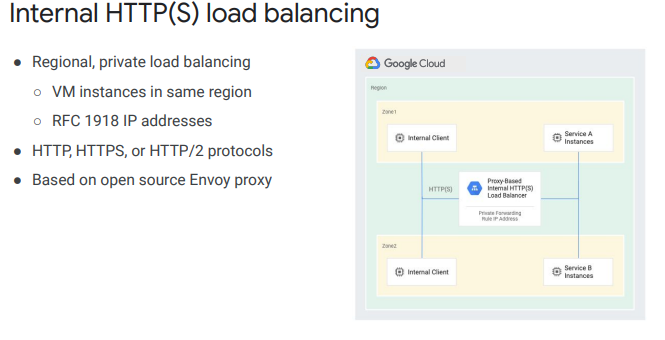 Internal HTTP(S) load balancing
● Regional, private load balancing
○ VM instances in same region
○ RFC 1918 IP addresses
● HTTP, HTTPS, or HTTP/2 protocols
● Based on open source Envoy proxy
Google Cloud
Region
Zone1
Internal Client
Service A
Instances
HTTP(S)
Proxy-Based
Internal HTTP(S)
Load Balancer
Private Forwarding
Rule IP Address
Zone2
Internal Client
Service B
Instances